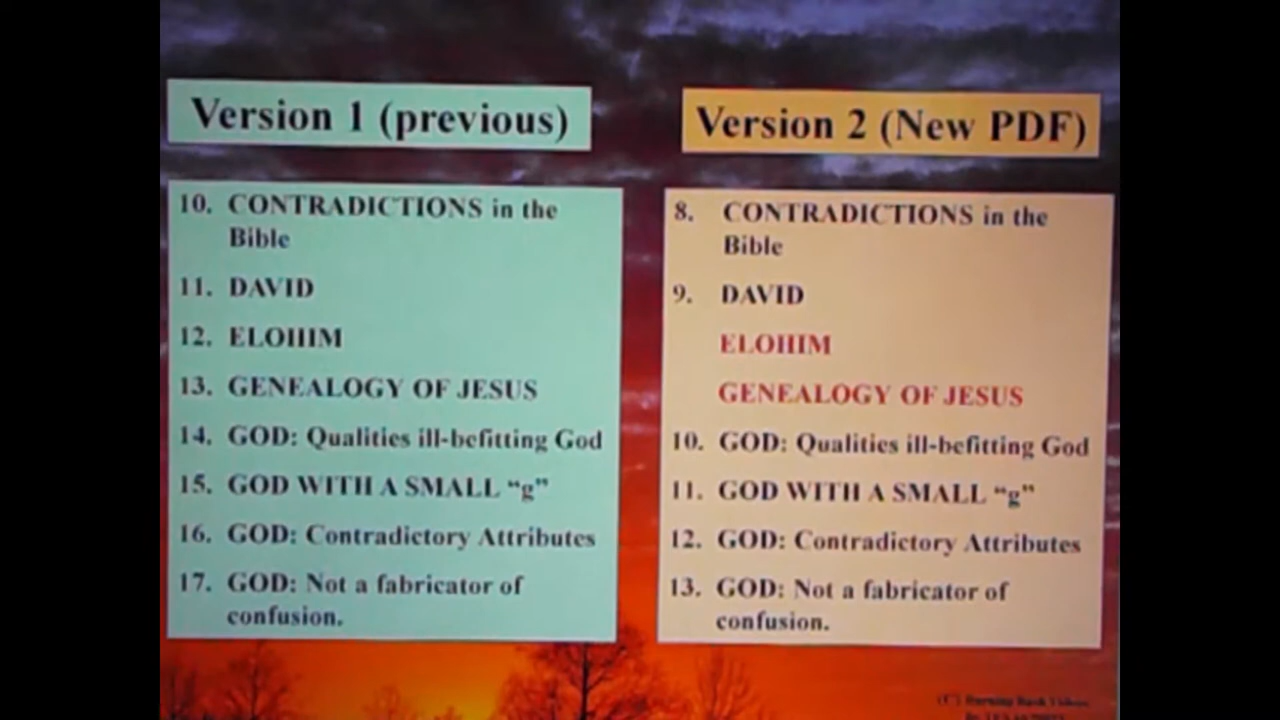 Version 1 (previous)
10. CONTRADICTIONS in the
Bible
11. DAVID
12. ELOHIM
13. GENEALOGY OF JESUS
14. GOD: Qualities ill-befitting God
15. GOD WITH A SMALL “g”
16. GOD: Contradictory Attributes
17. GOD: Not a fabricator of
confusion.
Version 2 (New PDF)
8. CONTRADICTIONS in the
Bible
9. DAVID
ELOHIM
GENEALOGY OF JESUS
10. GOD: Qualities ill-befitting God
11. GOD WITH A SMALL “g”
12. GOD: Contradictory Attributes
13. GOD: Not a fabricator of
confusion.